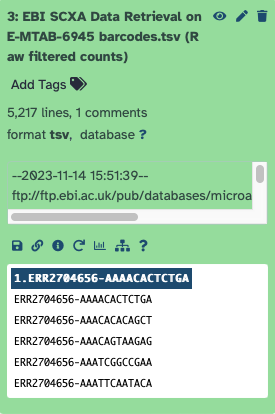 3: EBI SCXA Data Retrieval on
E-MTAB-6945 barcodes.tsv (R
aw filtered counts)
Add Tags
5,217 lines, 1 comments
format tsv, database ?
--2023-11-14 15:51:39--
ftp://ftp.ebi.ac.uk/pub/databases/microa
?
1.ERR2704656-AAAACACTCTGA
ERR2704656-AAAACACTCTGA
ERR2704656-AAACACACAGCT
ERR2704656-AAACAGTAAGAG
ERR2704656-AAATCGGCCGAA
ERR2704656-AAATTCAATACA